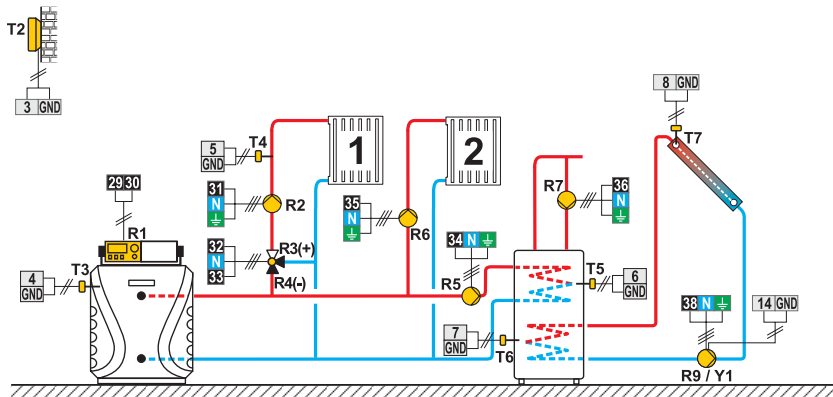 T2
3 GND
8 GND
T7
5
GND
T4
1
2
29 30
R1
31
N
R2
35
N
R6
R7
36
N
32
N
33
R3(+)
R4(-)
34 N
R5
4
GND
T3
T5
6
GND
7
GND
T6
38 N
14 GND
R9 / Y1